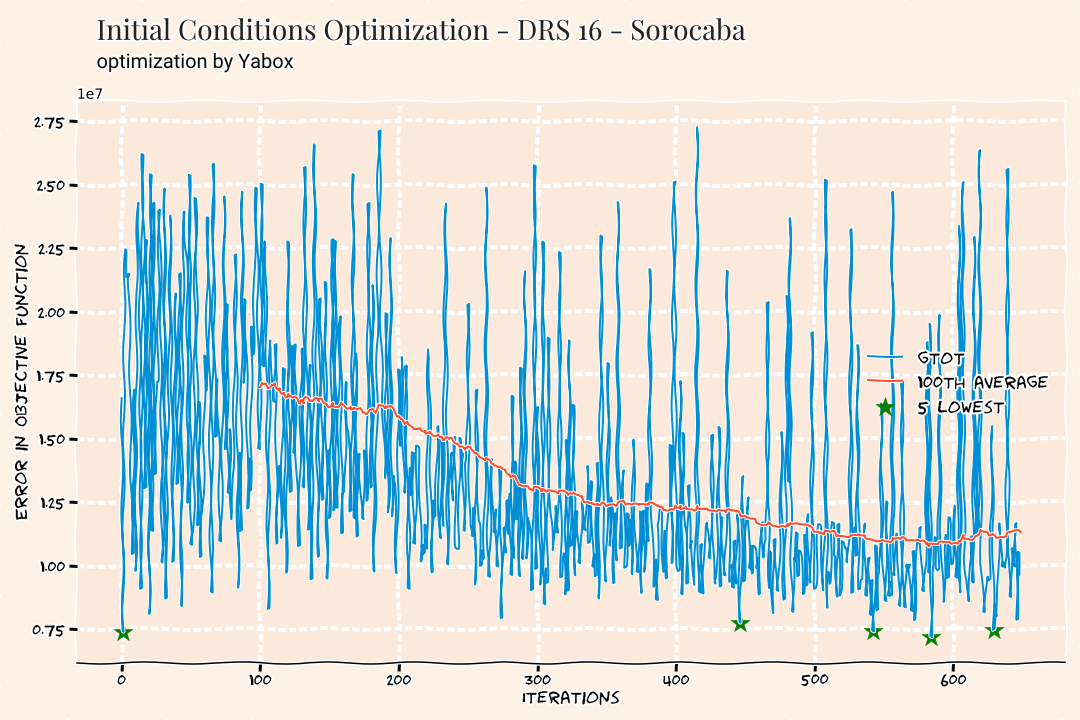 Initial Conditions Optimization - DRS 16 - Sorocaba
optimization by Yabox
1e7
2.75
2.50
2.25
2.00
1.75
1.50
1.25
1.00
0.75
ERROR IN OBJECTIVE FUNCTION
GTOT
100TH AVERAGE
5 LOWEST
0 100 200 300 400 500 600
ITERATIONS